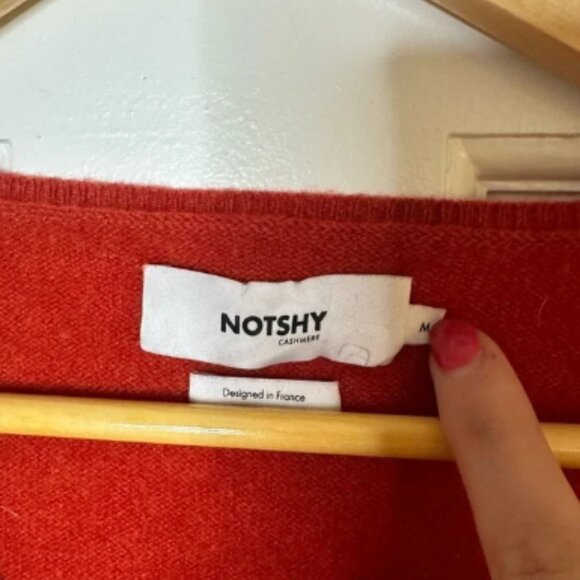 NOTSHY
CASHMERE
M
Designed in France